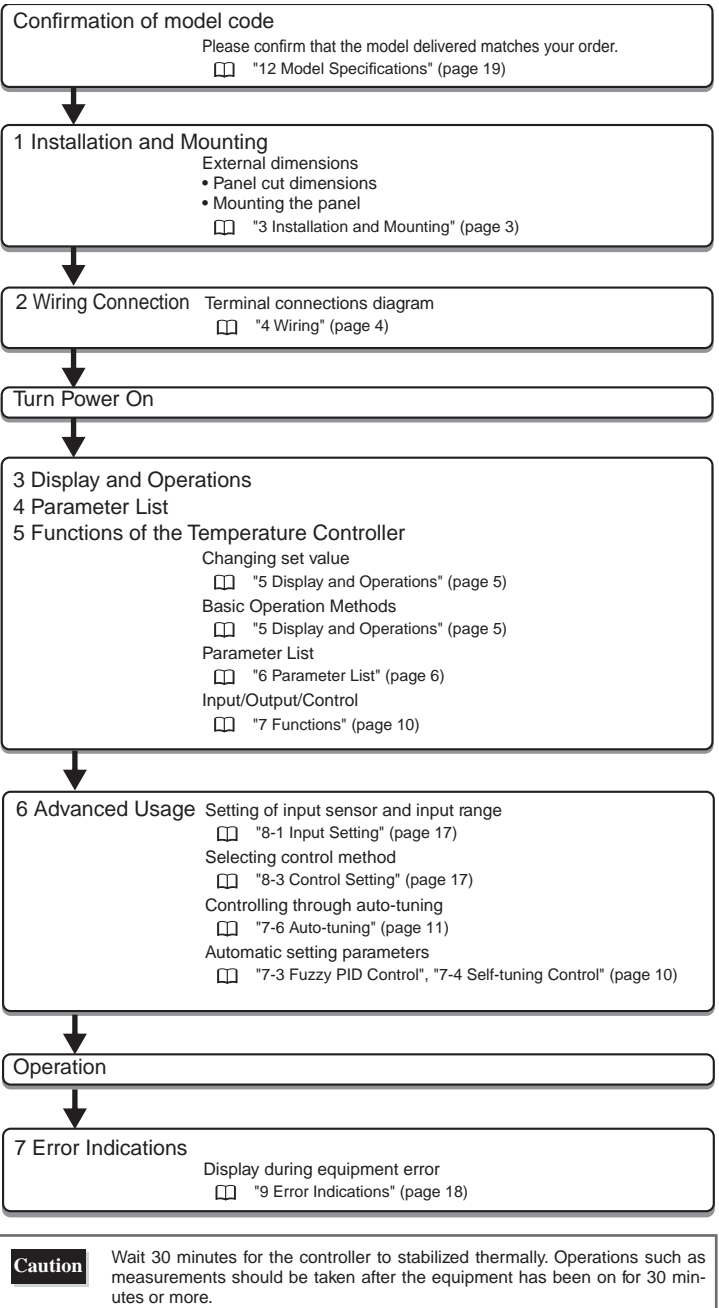 Confirmation of model code
Please confirm that the model delivered matches your order.
"12 Model Specifications" (page 19)
1 Installation and Mounting
External dimensions
• Panel cut dimensions
• Mounting the panel
"3 Installation and Mounting" (page 3)
2 Wiring Connection Terminal connections diagram
"4 Wiring" (page 4)
Turn Power On
3 Display and Operations
4 Parameter List
5 Functions of the Temperature Controller
Changing set value
"5 Display and Operations" (page 5)
Basic Operation Methods
"5 Display and Operations" (page 5)
Parameter List
"6 Parameter List" (page 6)
Input/Output/Control
"7 Functions" (page 10)
6 Advanced Usage Setting of input sensor and input range
"8-1 Input Setting" (page 17)
Selecting control method
"8-3 Control Setting" (page 17)
Controlling through auto-tuning
"7-6 Auto-tuning" (page 11)
Automatic setting parameters
"7-3 Fuzzy PID Control", "7-4 Self-tuning Control" (page 10)
Operation
7 Error Indications
Display during equipment error
"9 Error Indications" (page 18)
Caution Wait 30 minutes for the controller to stabilized thermally. Operations such as
measurements should be taken after the equipment has been on for 30 min-
utes or more.